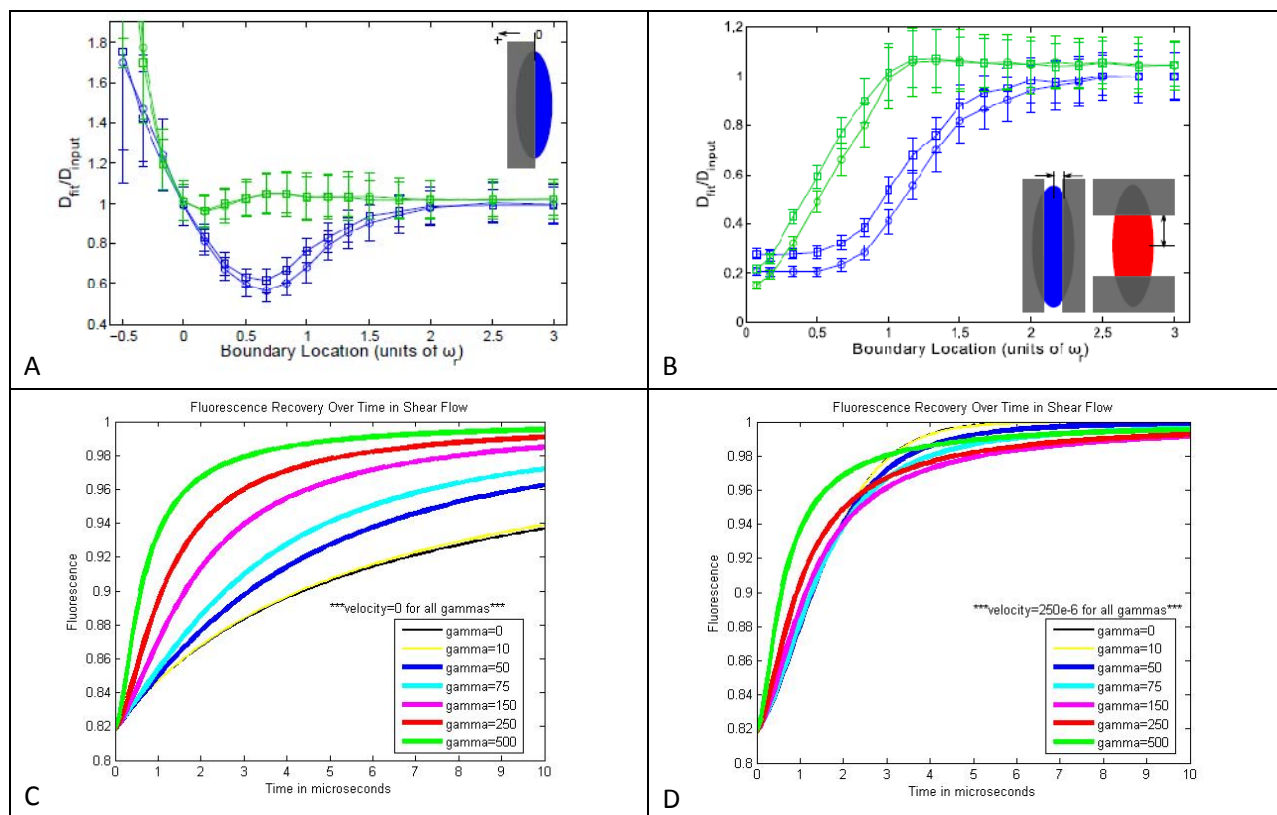 1.8
1.6
1.4
1.2
1
0.8
0.6
0.4
D_fit/D_input
−0.5 0 0.5 1 1.5 2 2.5 3
Boundary Location (units of ω_r)
+ 0
A
1.2
1
0.8
0.6
0.4
0.2
0
D_fit/D_input
0 0.5 1 1.5 2 2.5 3
Boundary Location (units of ω_r)
B
Fluorescence Recovery Over Time in Shear Flow
1
0.98
0.96
0.94
0.92
0.9
0.88
0.86
0.84
0.82
0.8
Fluorescence
***velocity=0 for all gammas***
gamma=0
gamma=10
gamma=50
gamma=75
gamma=150
gamma=250
gamma=500
0 1 2 3 4 5 6 7 8 9 10
Time in microseconds
C
Fluorescence Recovery Over Time in Shear Flow
1
0.98
0.96
0.94
0.92
0.9
0.88
0.86
0.84
0.82
0.8
Fluorescence
***velocity=250e-6 for all gammas***
gamma=0
gamma=10
gamma=50
gamma=75
gamma=150
gamma=250
gamma=500
0 1 2 3 4 5 6 7 8 9 10
Time in microseconds
D